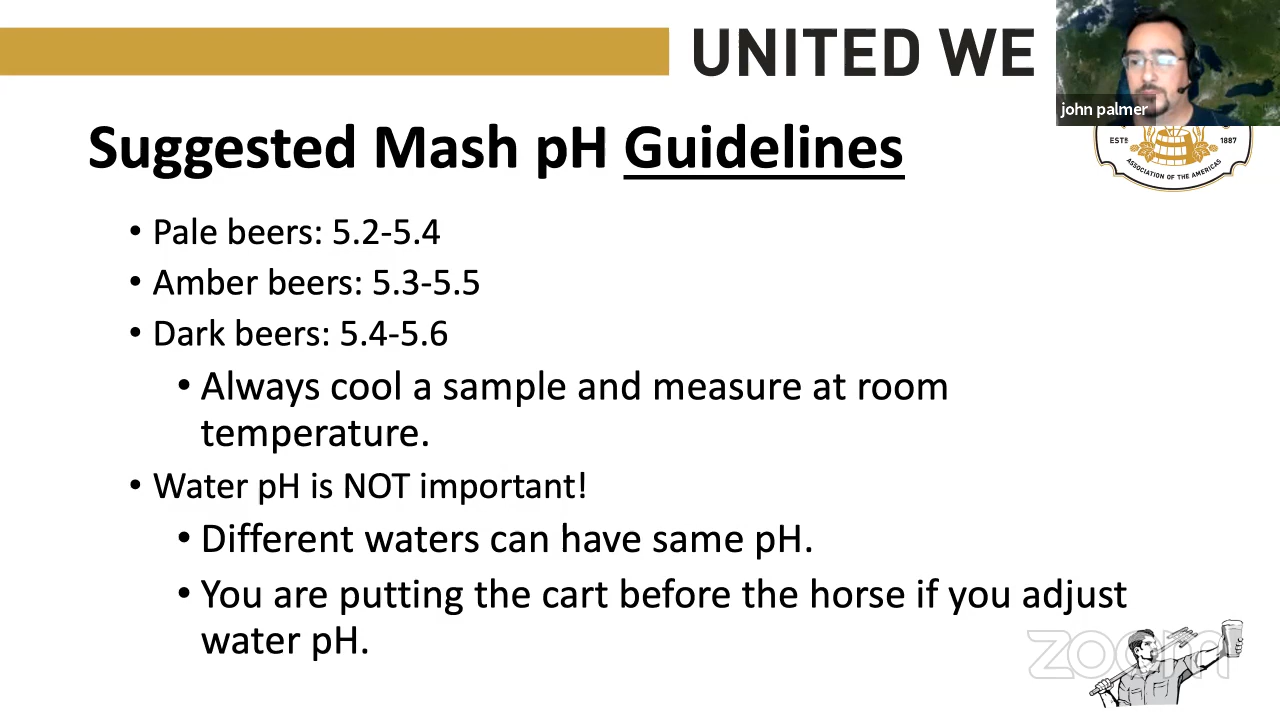 UNITED WE
john palmer
ESTD 1887
ASSOCIATION OF THE AMERICAS
Suggested Mash pH Guidelines
• Pale beers: 5.2-5.4
• Amber beers: 5.3-5.5
• Dark beers: 5.4-5.6
• Always cool a sample and measure at room
temperature.
• Water pH is NOT important!
• Different waters can have same pH.
• You are putting the cart before the horse if you adjust
water pH.
zoom